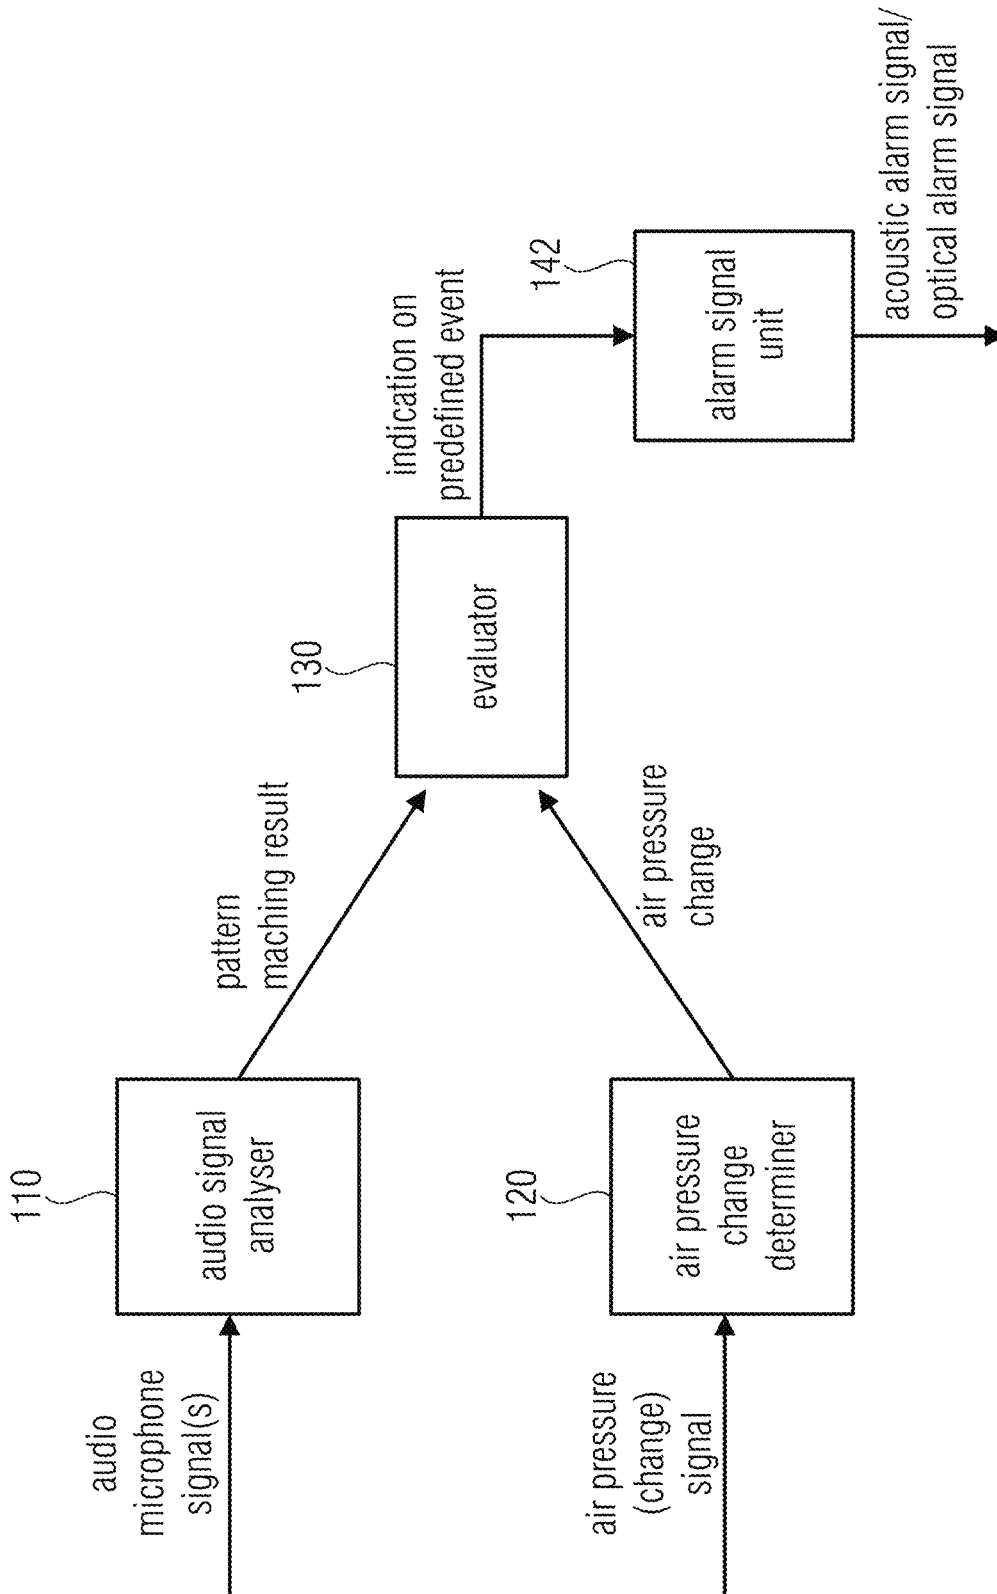 audio
microphone
signal(s)
110
audio signal
analyser
pattern
maching result
air pressure
(change)
signal
120
air pressure
change
determiner
air pressure
change
130
evaluator
indication on
predefined event
142
alarm signal
unit
acoustic alarm signal/
optical alarm signal